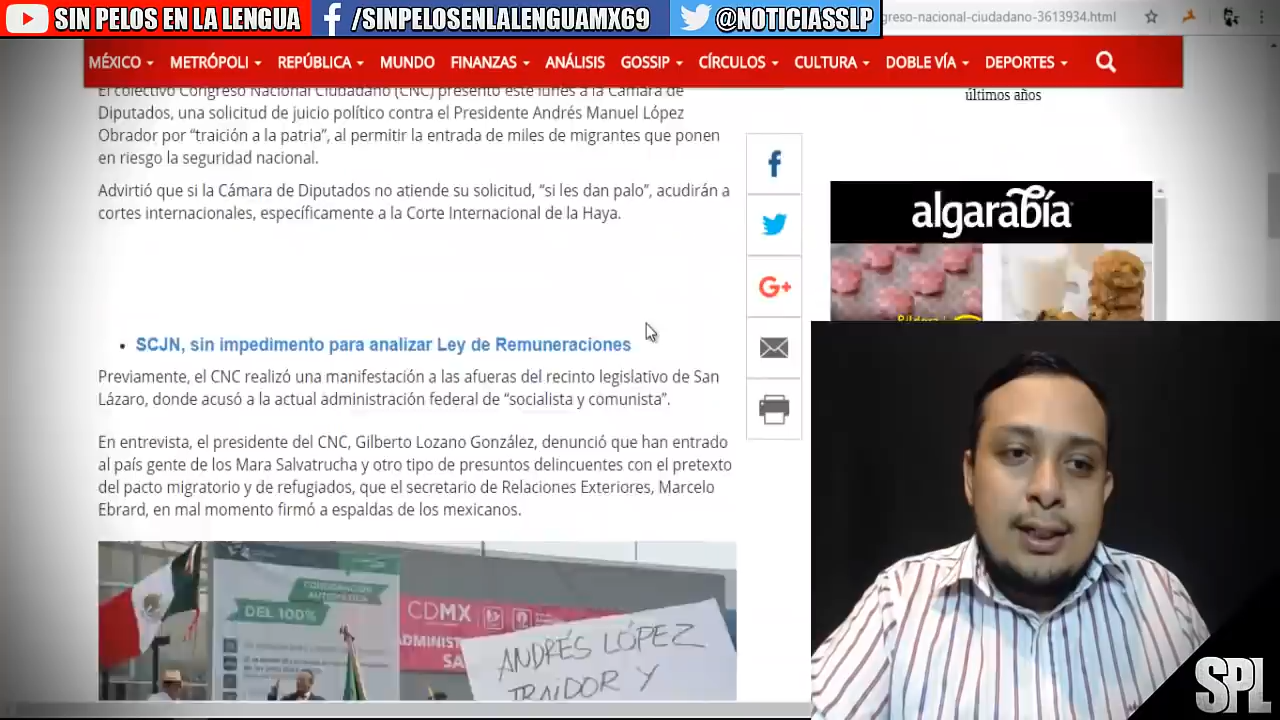 SIN PELOS EN LA LENGUA
/SINPELOSENLALENGUAMX69
@NOTICIASSLP
greso-nacional-ciudadano-3613934.html
MÉXICO METRÓPOLI REPÚBLICA MUNDO FINANZAS ANÁLISIS GOSSIP CÍRCULOS CULTURA DOBLE VÍA DEPORTES
El colectivo Congreso Nacional Ciudadano (CNC) presentó este lunes a la Cámara de
Diputados, una solicitud de juicio político contra el Presidente Andrés Manuel López
Obrador por “traición a la patria”, al permitir la entrada de miles de migrantes que ponen
en riesgo la seguridad nacional.
Advirtió que si la Cámara de Diputados no atiende su solicitud, “si les dan palo”, acudirán a
cortes internacionales, específicamente a la Corte Internacional de la Haya.
• SCJN, sin impedimento para analizar Ley de Remuneraciones
Previamente, el CNC realizó una manifestación a las afueras del recinto legislativo de San
Lázaro, donde acusó a la actual administración federal de “socialista y comunista”.
En entrevista, el presidente del CNC, Gilberto Lozano González, denunció que han entrado
al país gente de los Mara Salvatrucha y otro tipo de presuntos delincuentes con el pretexto
del pacto migratorio y de refugiados, que el secretario de Relaciones Exteriores, Marcelo
Ebrard, en mal momento firmó a espaldas de los mexicanos.
DEL 100%
CDMX
ADMINIST
SA
ANDRÉS LÓPEZ
TRAIDOR Y
últimos años
algarabía
G+
SPL